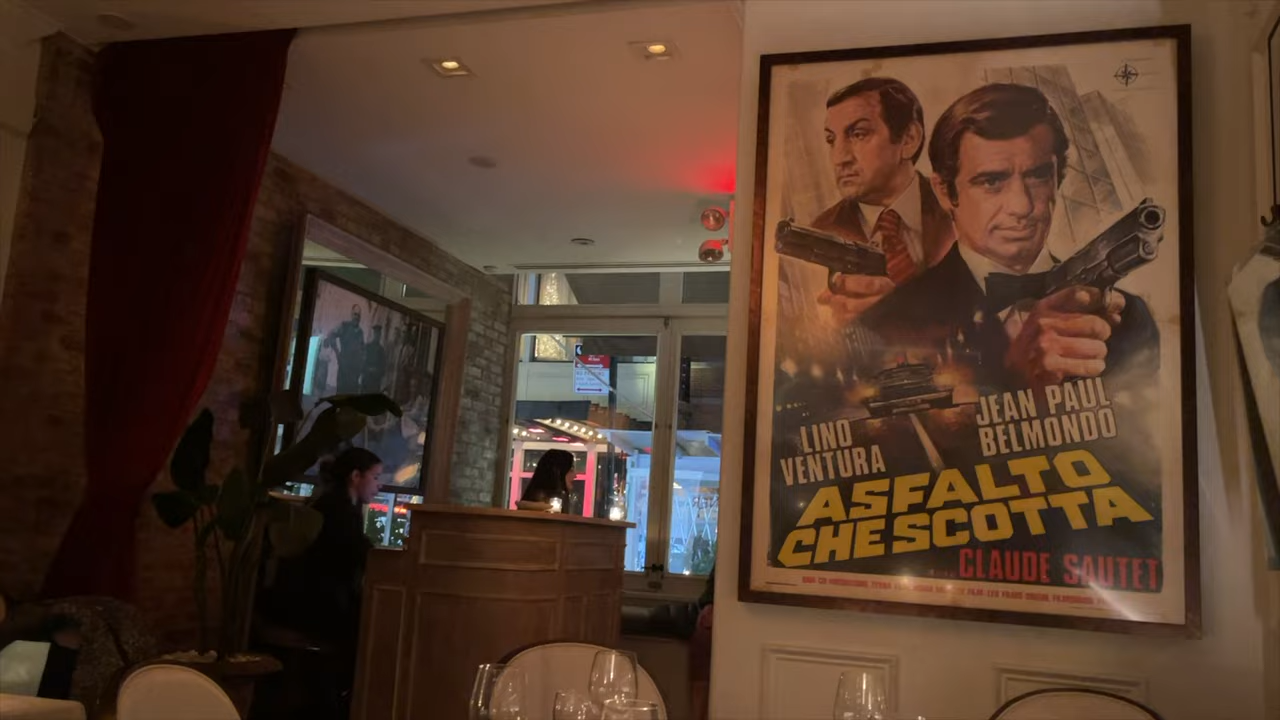 LINO
VENTURA
JEAN PAUL
BELMONDO
ASFALTO
CHE SCOTTA
CLAUDE SAUTET